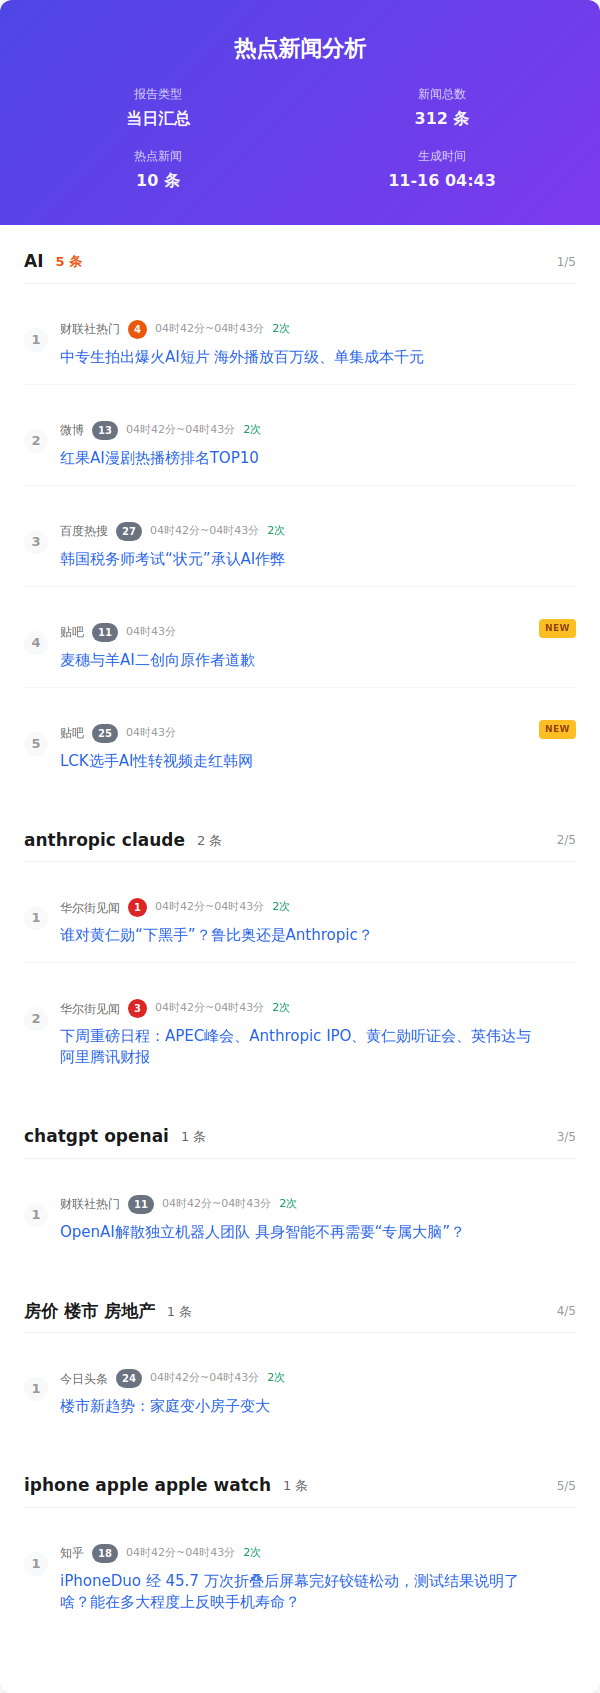 热点新闻分析
报告类型
当日汇总
新闻总数
312 条
热点新闻
10 条
生成时间
11-16 04:43
AI 5 条 1/5
1
财联社热门 4 04时42分~04时43分 2次
中专生拍出爆火AI短片 海外播放百万级、单集成本千元
2
微博 13 04时42分~04时43分 2次
红果AI漫剧热播榜排名TOP10
3
百度热搜 27 04时42分~04时43分 2次
韩国税务师考试“状元”承认AI作弊
4
贴吧 11 04时43分 NEW
麦穗与羊AI二创向原作者道歉
5
贴吧 25 04时43分 NEW
LCK选手AI性转视频走红韩网
anthropic claude 2 条 2/5
1
华尔街见闻 1 04时42分~04时43分 2次
谁对黄仁勋“下黑手”？鲁比奥还是Anthropic？
2
华尔街见闻 3 04时42分~04时43分 2次
下周重磅日程：APEC峰会、Anthropic IPO、黄仁勋听证会、英伟达与
阿里腾讯财报
chatgpt openai 1 条 3/5
1
财联社热门 11 04时42分~04时43分 2次
OpenAI解散独立机器人团队 具身智能不再需要“专属大脑”？
房价 楼市 房地产 1 条 4/5
1
今日头条 24 04时42分~04时43分 2次
楼市新趋势：家庭变小房子变大
iphone apple apple watch 1 条 5/5
1
知乎 18 04时42分~04时43分 2次
iPhoneDuo 经 45.7 万次折叠后屏幕完好铰链松动，测试结果说明了
啥？能在多大程度上反映手机寿命？